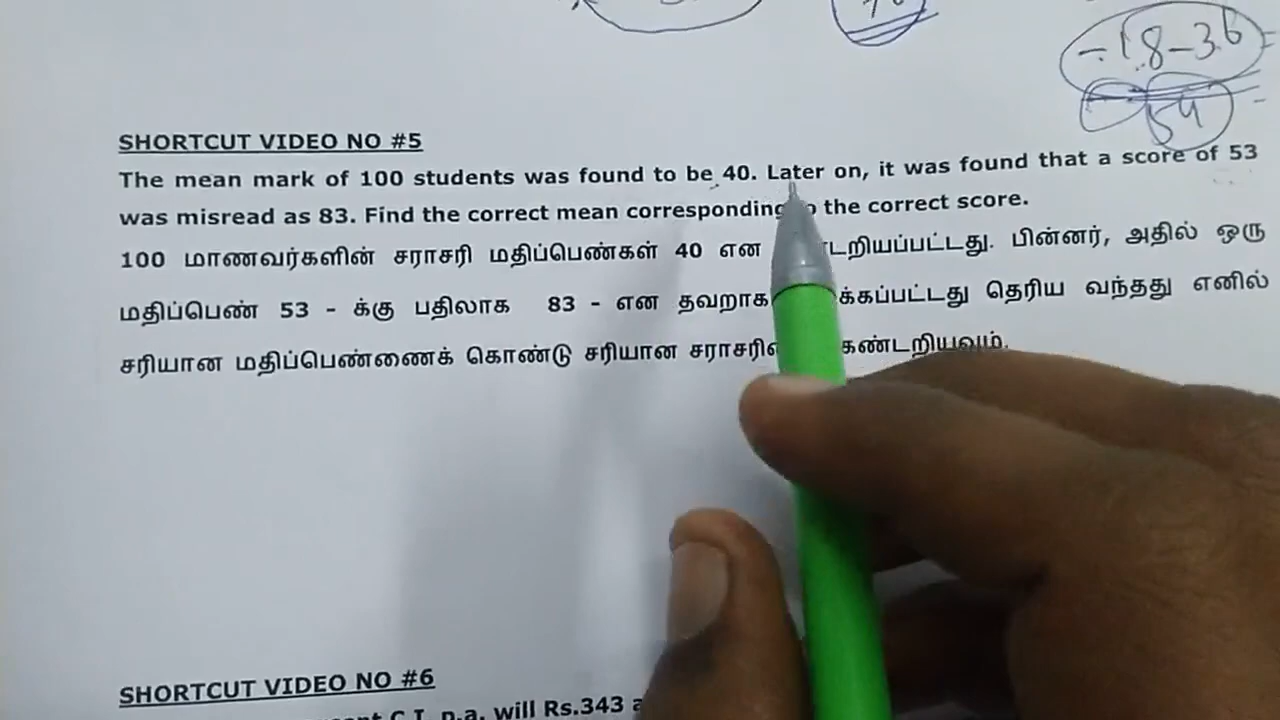 - 18-36
54
SHORTCUT VIDEO NO #5
The mean mark of 100 students was found to be 40. Later on, it was found that a score of 53
was misread as 83. Find the correct mean corresponding the correct score.
100 மாணவர்களின் சராசரி மதிப்பெண்கள் 40 என பின்னர், அதில் ஒரு
மதிப்பெண் 53 - க்கு பதிலாக 83 - என தவறாக தெரிய வந்தது எனில்
சரியான மதிப்பெண்ணைக் கொண்டு சரியான கண்டறியவும்.
SHORTCUT VIDEO NO #6
C.I. p.a. will Rs.343